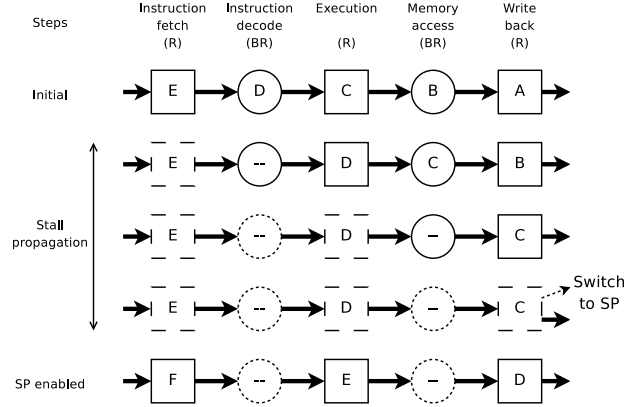 Steps
Instruction fetch (R)
Instruction decode (BR)
Execution (R)
Memory access (BR)
Write back (R)
Initial
E D C B A
E -- D C B
Stall propagation
E -- D – C
E -- D – C
Switch to SP
SP enabled
F -- E – D